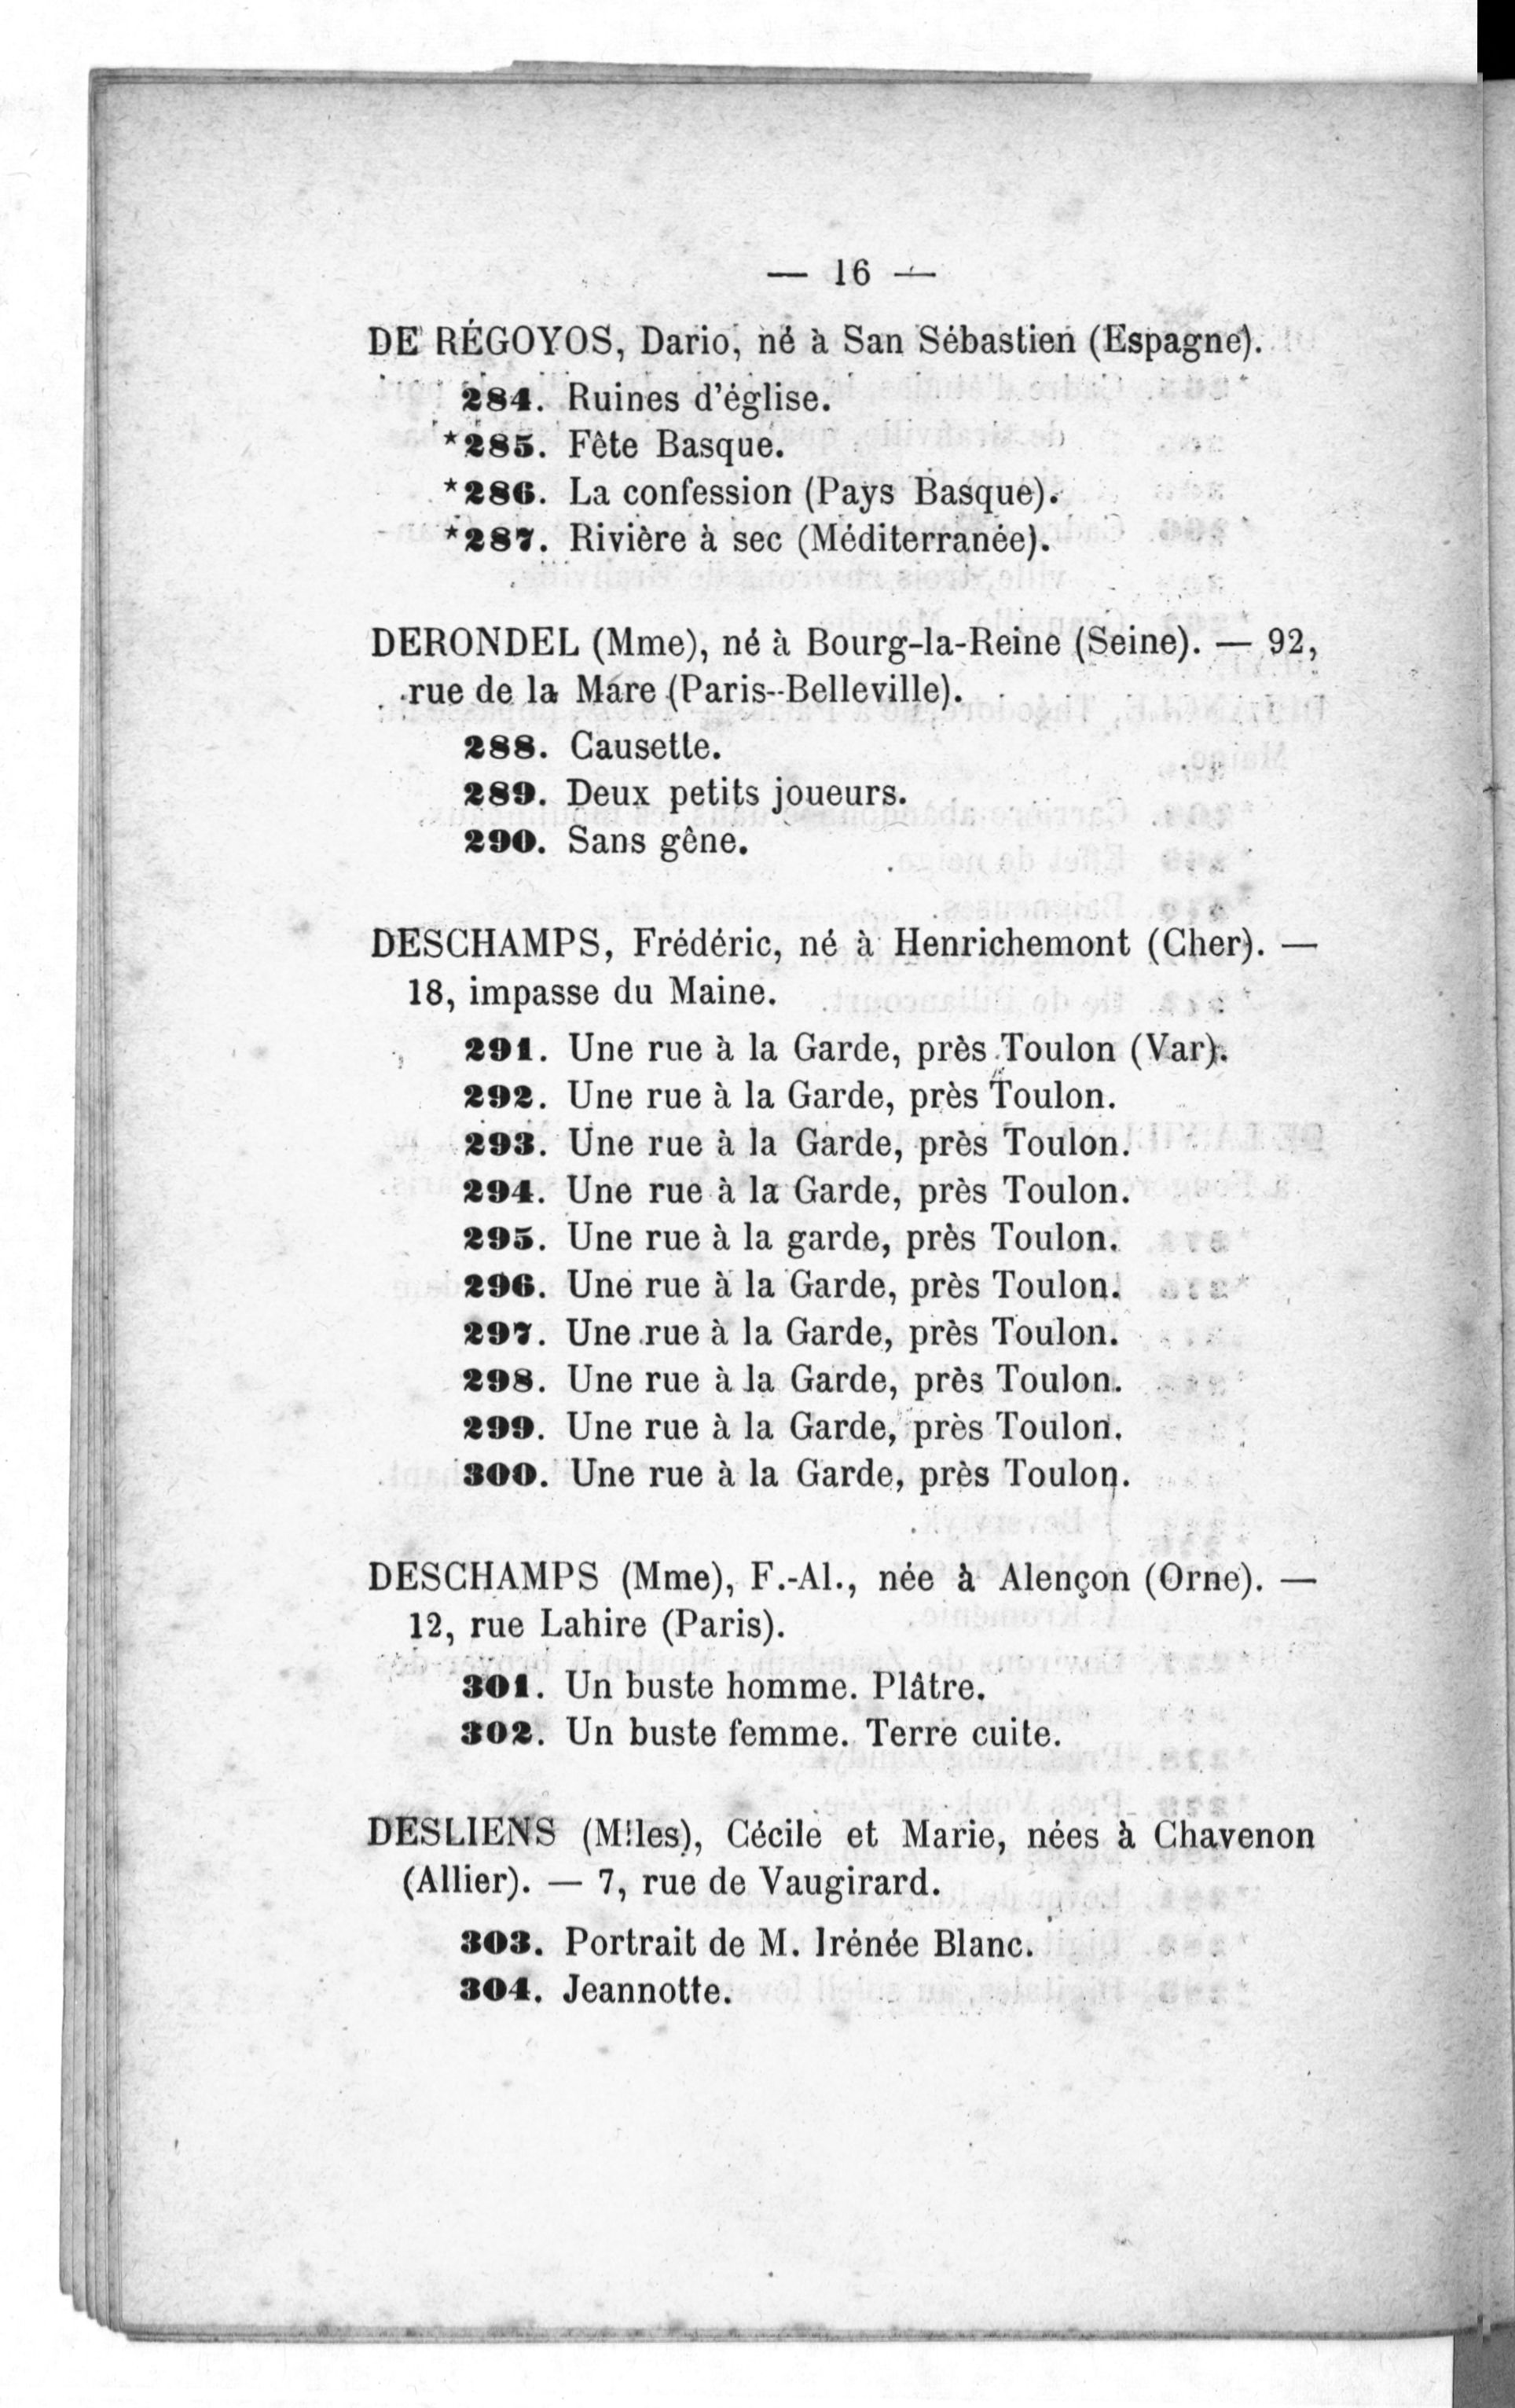 — 16 —
DE RÉGOYOS, Dario, né à San Sébastien (Espagne).
284. Ruines d'église.
*285. Fête Basque.
*286. La confession (Pays Basque).
*287. Rivière à sec (Méditerranée).
DERONDEL (Mme), né à Bourg-la-Reine (Seine). — 92,
rue de la Mare (Paris--Belleville).
288. Causette.
289. Deux petits joueurs.
290. Sans gêne.
DESCHAMPS, Frédéric, né à Henrichemont (Cher). —
18, impasse du Maine.
291. Une rue à la Garde, près Toulon (Var).
292. Une rue à la Garde, près Toulon.
293. Une rue à la Garde, près Toulon.
294. Une rue à la Garde, près Toulon.
295. Une rue à la garde, près Toulon.
296. Une rue à la Garde, près Toulon.
297. Une rue à la Garde, près Toulon.
298. Une rue à la Garde, près Toulon.
299. Une rue à la Garde, près Toulon.
300. Une rue à la Garde, près Toulon.
DESCHAMPS (Mme), F.-Al., née à Alençon (Orne). —
12, rue Lahire (Paris).
301. Un buste homme. Plâtre.
302. Un buste femme. Terre cuite.
DESLIENS (Mlles), Cécile et Marie, nées à Chavenon
(Allier). — 7, rue de Vaugirard.
303. Portrait de M. Irénée Blanc.
304. Jeannotte.